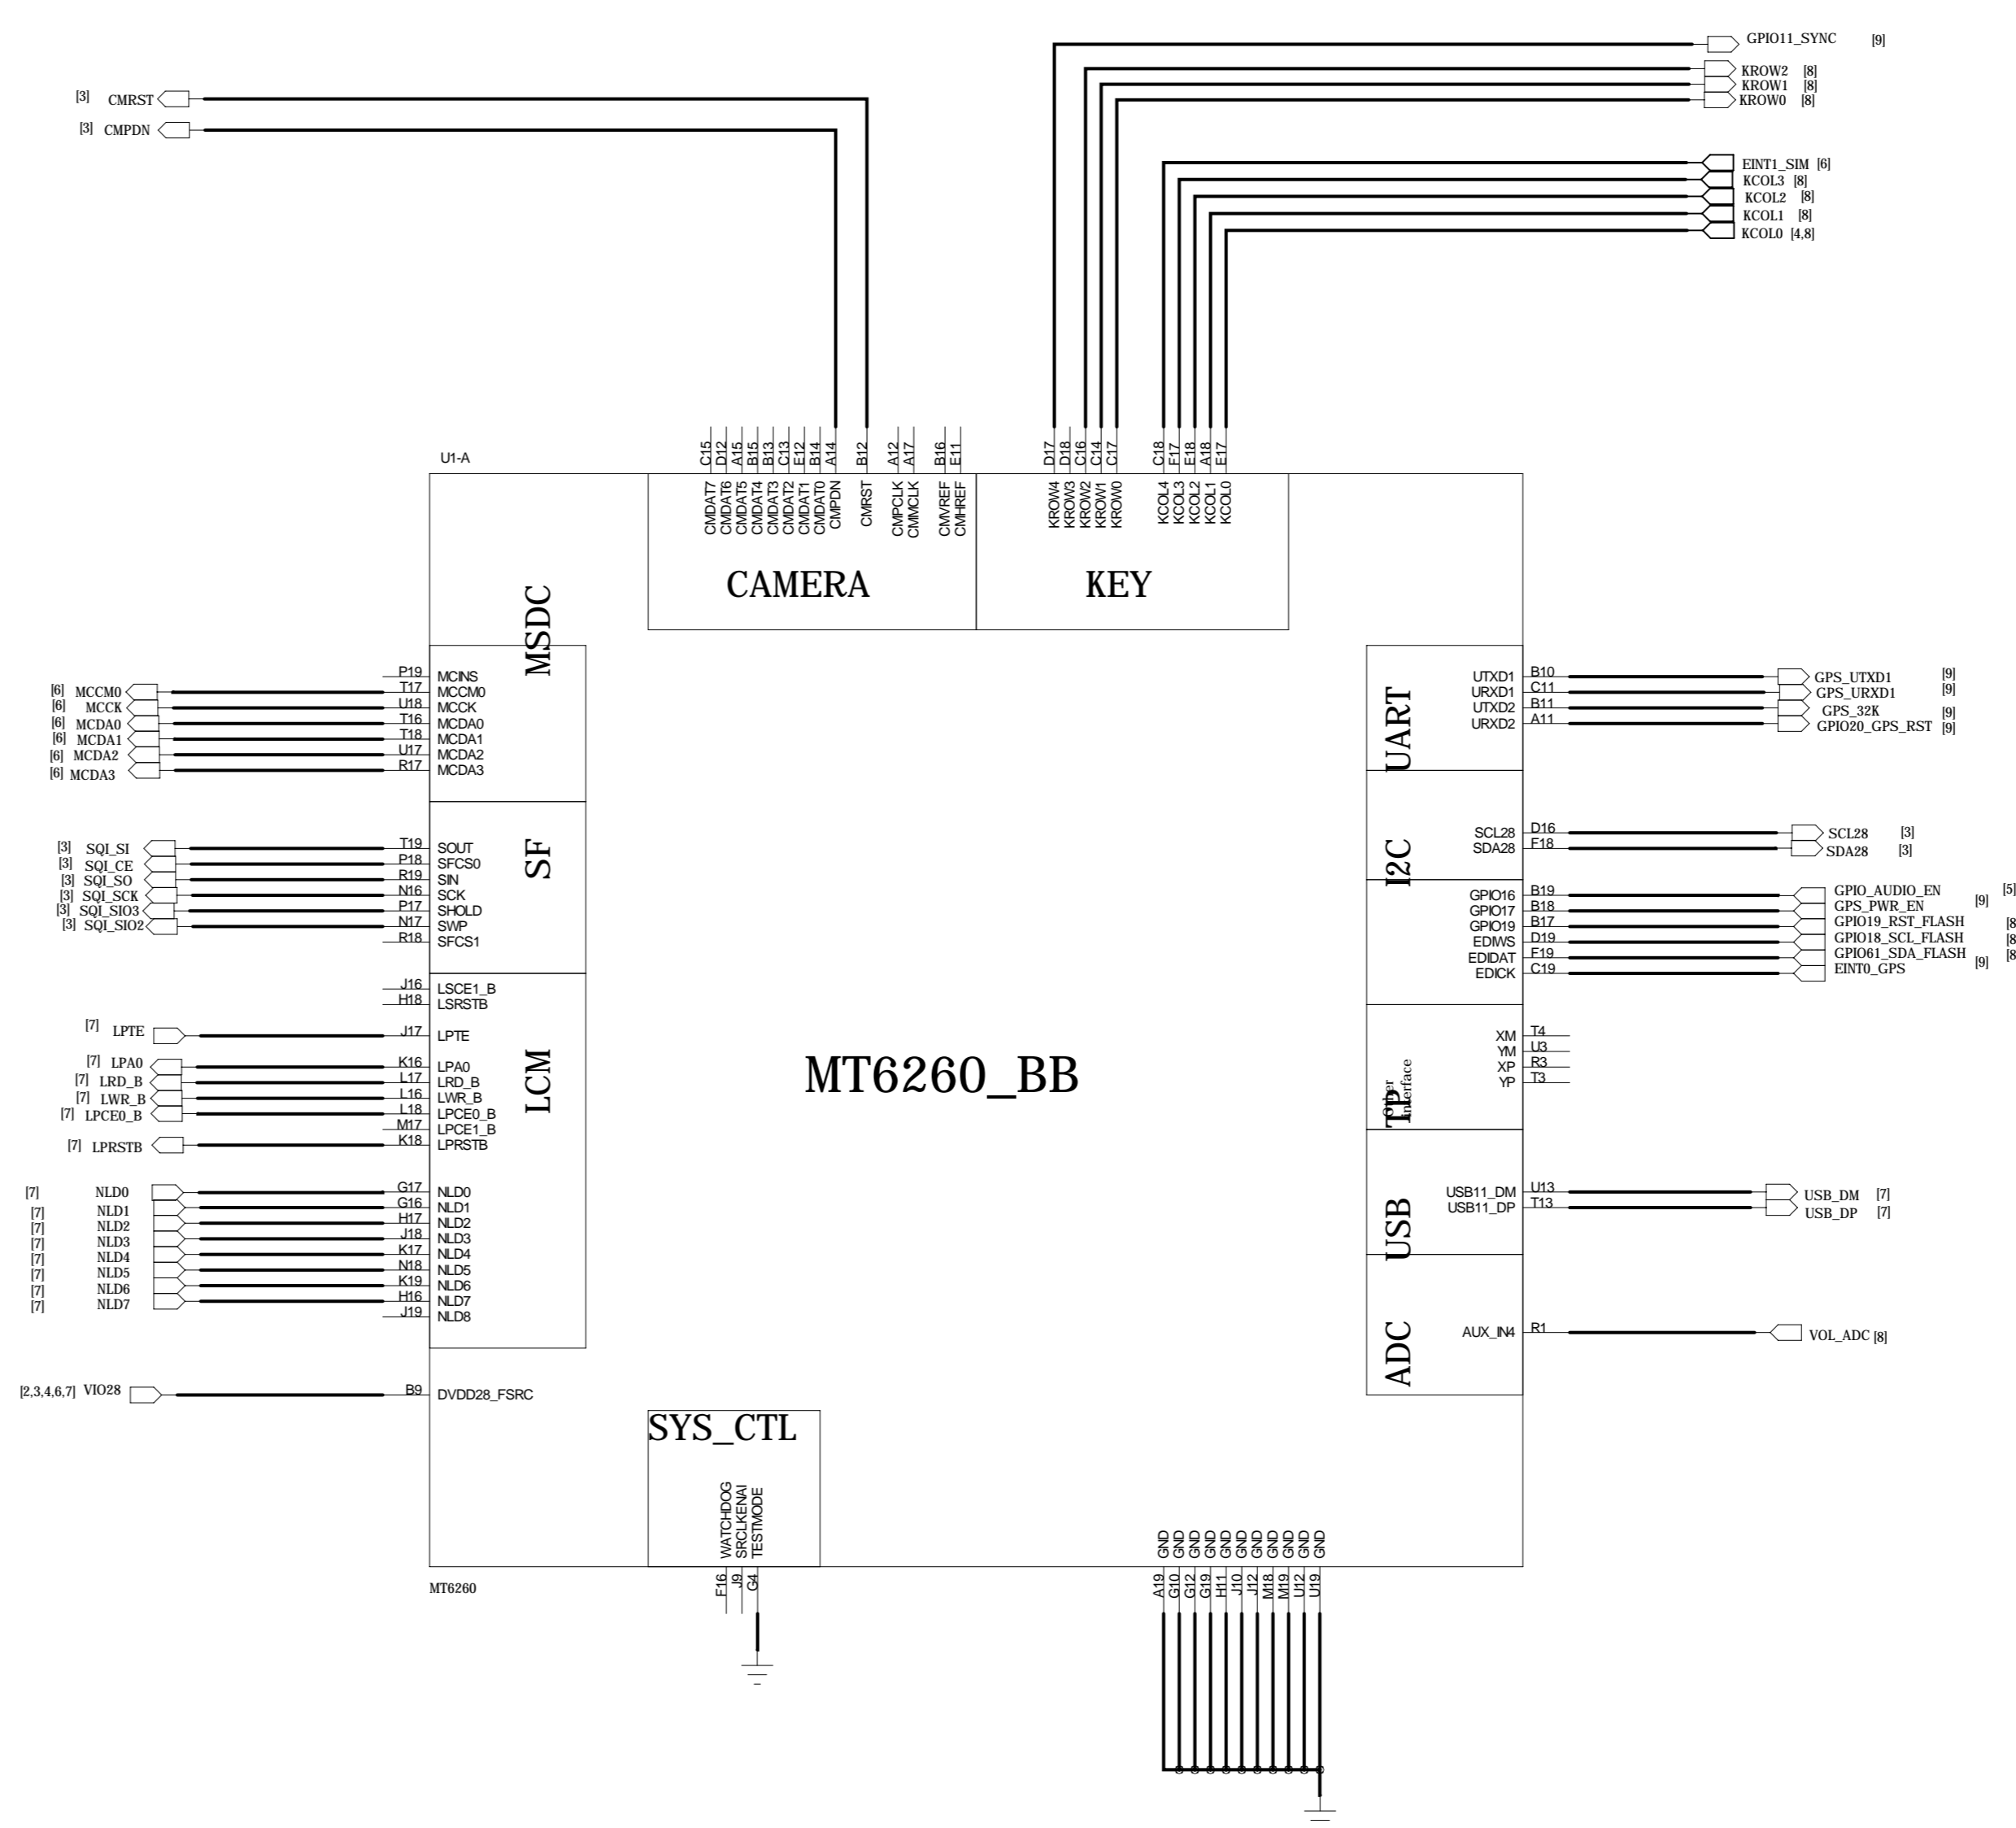 GPIO11_SYNC [9]
KROW2 [8]
KROW1 [8]
KROW0 [8]
[3] CMRST
[3] CMPDN
EINT1_SIM [6]
KCOL3 [8]
KCOL2 [8]
KCOL1 [8]
KCOL0 [4,8]
U1-A
C15 D12 A15 B15 B13 C13 E12 B14 A14 B12 A12 A17 B16 E11
CMDAT7 CMDAT6 CMDAT5 CMDAT4 CMDAT3 CMDAT2 CMDAT1 CMDAT0 CMPDN CMRST CMPCLK CMMCLK CMVREF CMHREF
CAMERA
D17 D18 C16 C14 C17 C18 F17 E18 A18 E17
KROW4 KROW3 KROW2 KROW1 KROW0 KCOL4 KCOL3 KCOL2 KCOL1 KCOL0
KEY
MSDC
P19 MCINS
[6] MCCM0 T17 MCCM0
[6] MCCK U18 MCCK
[6] MCDA0 T16 MCDA0
[6] MCDA1 T18 MCDA1
[6] MCDA2 U17 MCDA2
[6] MCDA3 R17 MCDA3
SF
[3] SQI_SI T19 SOUT
[3] SQI_CE P18 SFCS0
[3] SQI_SO R19 SIN
[3] SQI_SCK N16 SCK
[3] SQI_SIO3 P17 SHOLD
[3] SQI_SIO2 N17 SWP
R18 SFCS1
LCM
J16 LSCE1_B
H18 LSRSTB
[7] LPTE J17 LPTE
[7] LPA0 K16 LPA0
[7] LRD_B L17 LRD_B
[7] LWR_B L16 LWR_B
[7] LPCE0_B L18 LPCE0_B
M17 LPCE1_B
[7] LPRSTB K18 LPRSTB
[7] NLD0 G17 NLD0
[7] NLD1 G16 NLD1
[7] NLD2 H17 NLD2
[7] NLD3 J18 NLD3
[7] NLD4 K17 NLD4
[7] NLD5 N18 NLD5
[7] NLD6 K19 NLD6
[7] NLD7 H16 NLD7
J19 NLD8
[2,3,4,6,7] VIO28 B9 DVDD28_FSRC
MT6260_BB
UART
UTXD1 B10 GPS_UTXD1 [9]
URXD1 C11 GPS_URXD1 [9]
UTXD2 B11 GPS_32K [9]
URXD2 A11 GPIO20_GPS_RST [9]
I2C
SCL28 D16 SCL28 [3]
SDA28 F18 SDA28 [3]
GPIO16 B19 GPIO_AUDIO_EN [5]
GPIO17 B18 GPS_PWR_EN [9]
GPIO19 B17 GPIO19_RST_FLASH [8
EDIWS D19 GPIO18_SCL_FLASH [8
EDIDAT F19 GPIO61_SDA_FLASH [8
EDICK C19 EINT0_GPS [9]
TP
Other
interface
XM T4
YM U3
XP R3
YP T3
USB
USB11_DM U13 USB_DM [7]
USB11_DP T13 USB_DP [7]
ADC
AUX_IN4 R1 VOL_ADC [8]
SYS_CTL
WATCHDOG SRCLKENAI TESTMODE
F16 J9 G4
MT6260
GND GND GND GND GND GND GND GND GND GND GND
A19 G10 G12 G19 H11 J10 J12 M18 M19 U12 U19